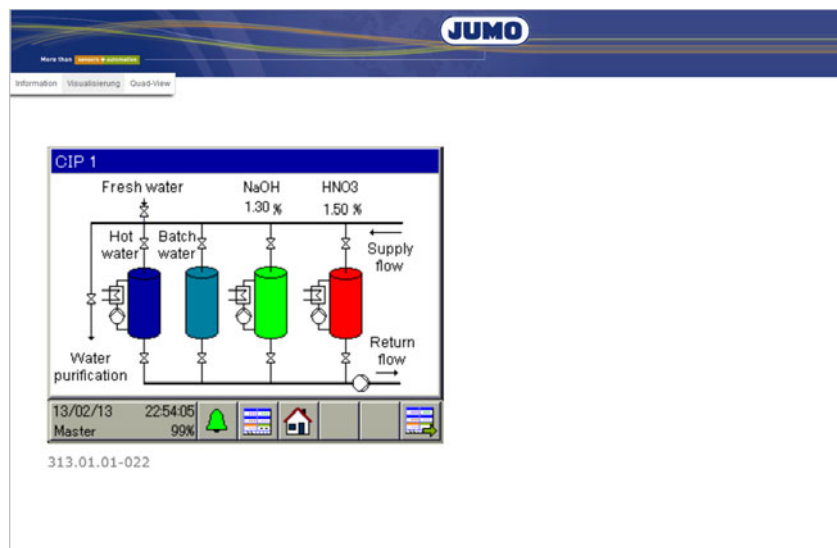 JUMO
More than sensors + automation
Information Visualisierung Quad-View
CIP 1
Fresh water
NaOH
1.30 %
HNO3
1.50 %
Hot
water
Batch
water
Supply
flow
Water
purification
Return
flow
13/02/13 22:54:05
Master 99%
313.01.01-022